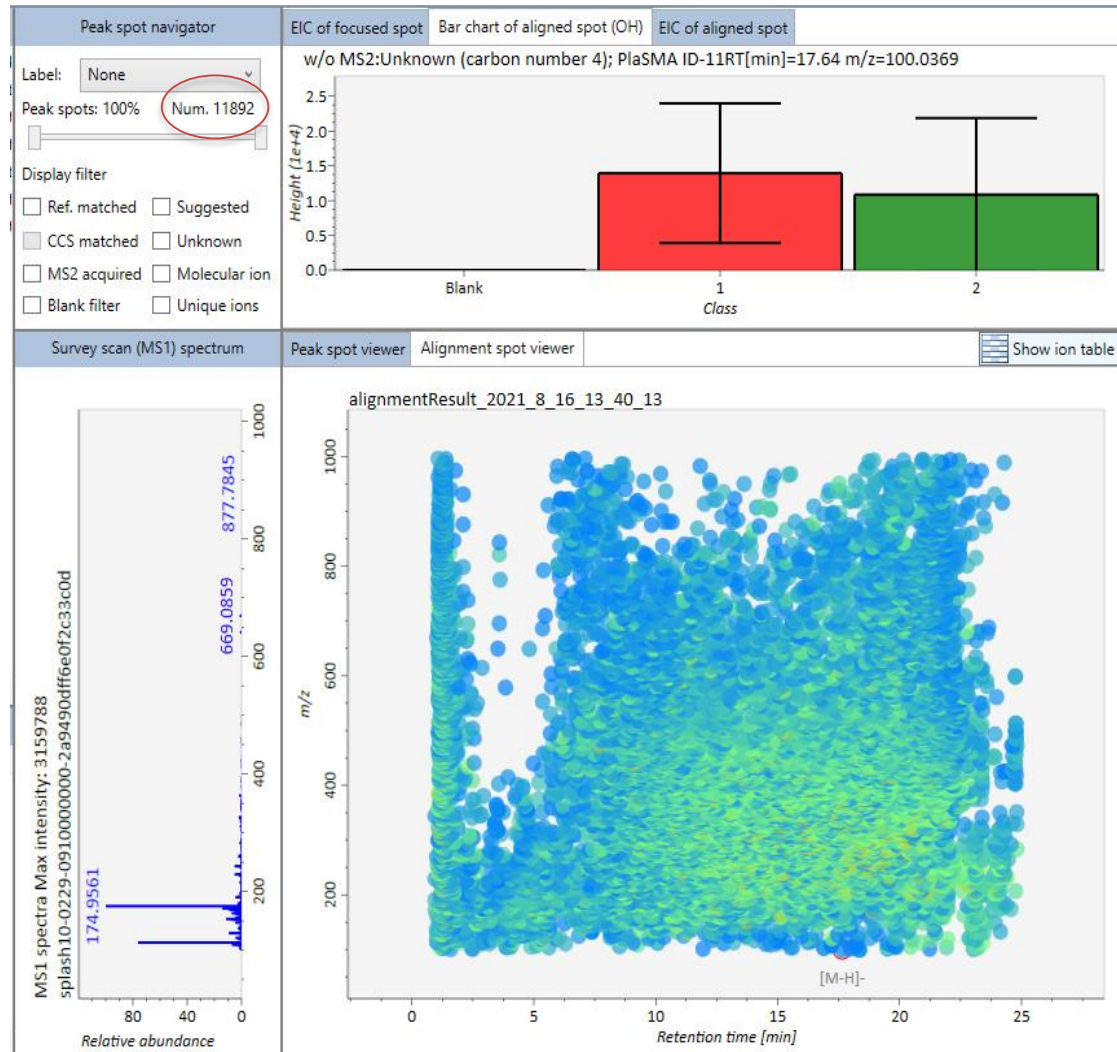 Peak spot navigator
Label: None
Peak spots: 100% Num. 11892
Display filter
Ref. matched Suggested
CCS matched Unknown
MS2 acquired Molecular ion
Blank filter Unique ions
EIC of focused spot Bar chart of aligned spot (OH) EIC of aligned spot
w/o MS2:Unknown (carbon number 4); PlaSMA ID-11RT[min]=17.64 m/z=100.0369
Height (1e+4)
2.5
2.0
1.5
1.0
0.5
0.0
Blank 1 2
Class
Survey scan (MS1) spectrum
MS1 spectra Max intensity: 3159788
splash10-0229-0910000000-2a9490dff6e0f2c33c0d
174.9561
669.0859
877.7845
200
400
600
800
1000
80 40 0
Relative abundance
Peak spot viewer Alignment spot viewer Show ion table
alignmentResult_2021_8_16_13_40_13
m/z
1000
800
600
400
200
[M-H]-
0 5 10 15 20 25
Retention time [min]